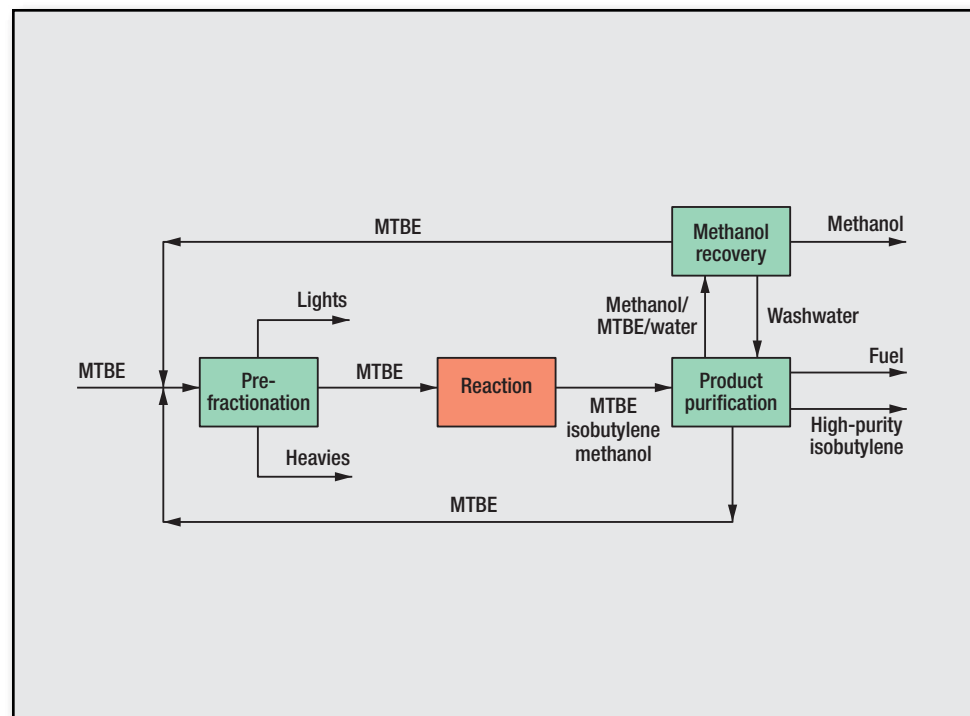 MTBE
Methanol
recovery
Methanol
Lights
Methanol/
MTBE/water
Washwater
MTBE
Pre-
fractionation
MTBE
Reaction
MTBE
isobutylene
methanol
Product
purification
Fuel
High-purity
isobutylene
Heavies
MTBE